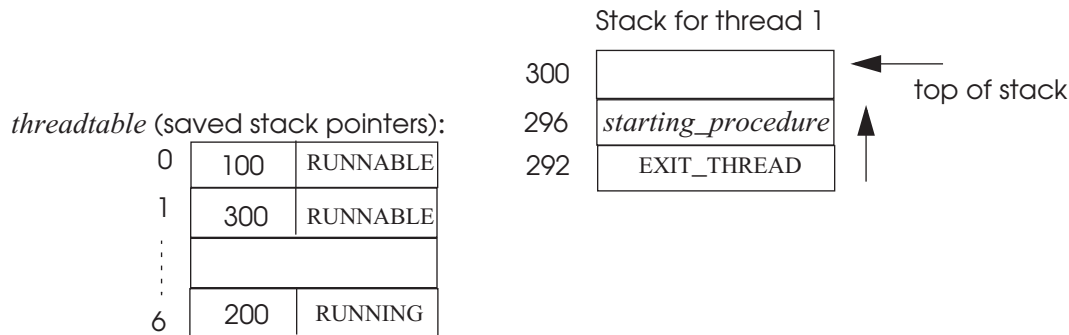 Stack for thread 1
300
top of stack
296 starting_procedure
292 EXIT_THREAD
threadtable (saved stack pointers):
0 100 RUNNABLE
1 300 RUNNABLE
6 200 RUNNING